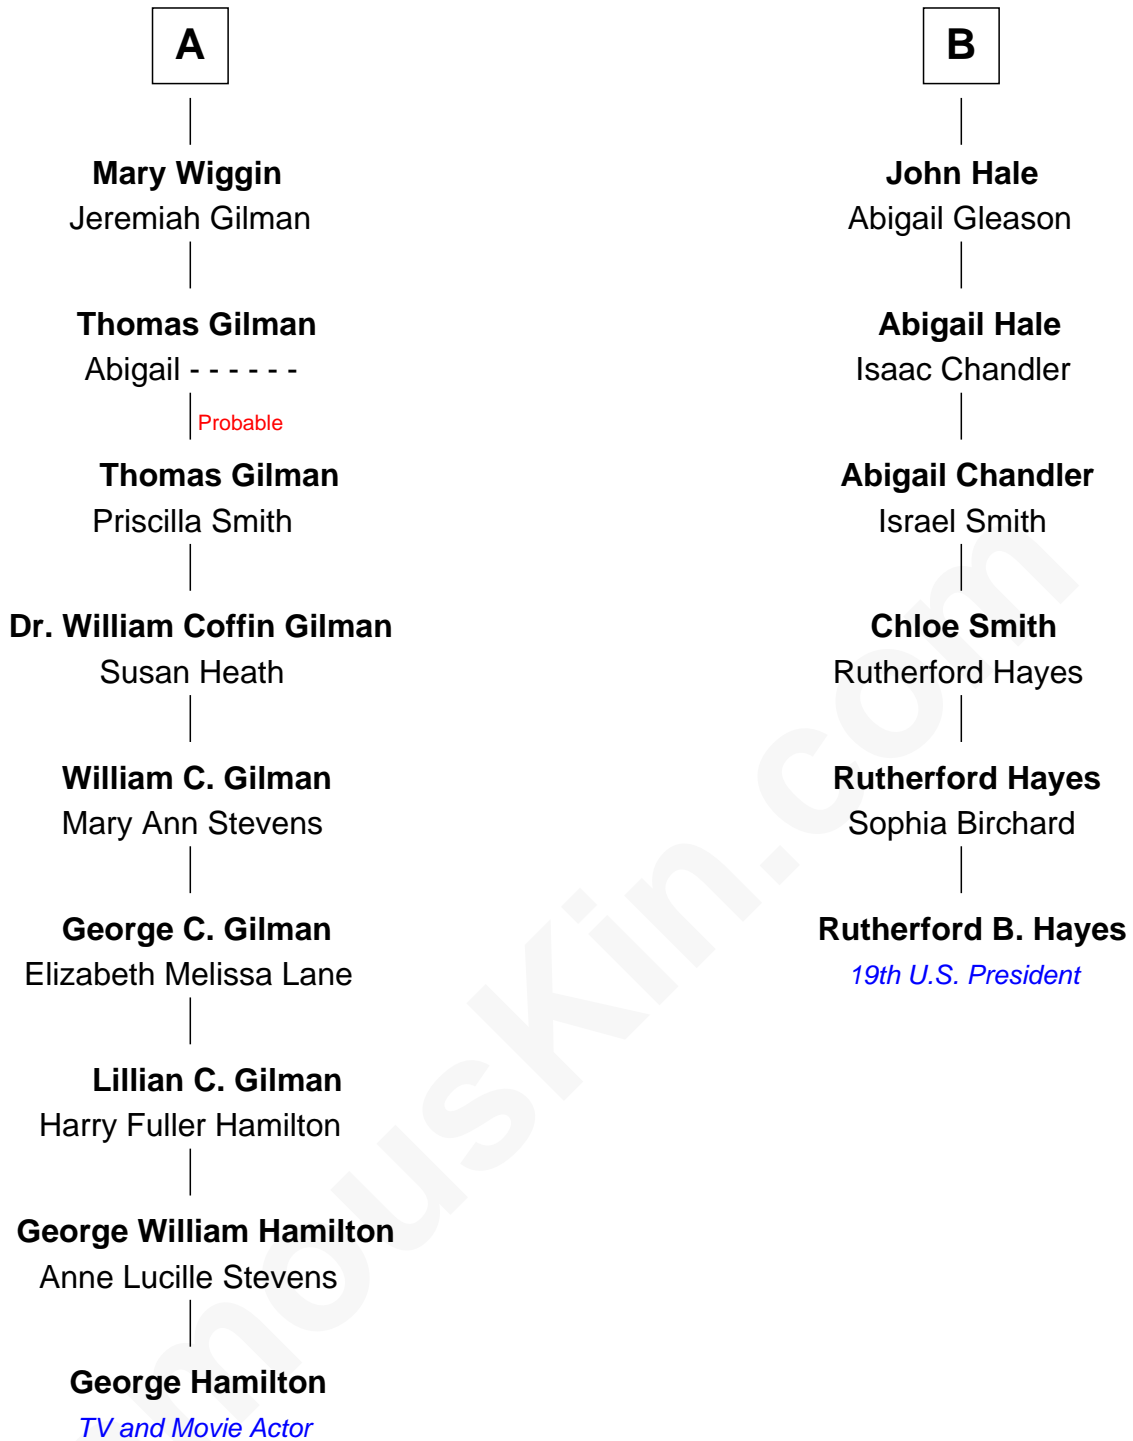 A
Mary Wiggin
Jeremiah Gilman
Thomas Gilman
Abigail - - - - - -
Probable
Thomas Gilman
Priscilla Smith
Dr. William Coffin Gilman
Susan Heath
William C. Gilman
Mary Ann Stevens
George C. Gilman
Elizabeth Melissa Lane
Lillian C. Gilman
Harry Fuller Hamilton
George William Hamilton
Anne Lucille Stevens
George Hamilton
TV and Movie Actor
B
John Hale
Abigail Gleason
Abigail Hale
Isaac Chandler
Abigail Chandler
Israel Smith
Chloe Smith
Rutherford Hayes
Rutherford Hayes
Sophia Birchard
Rutherford B. Hayes
19th U.S. President
mousKin.com